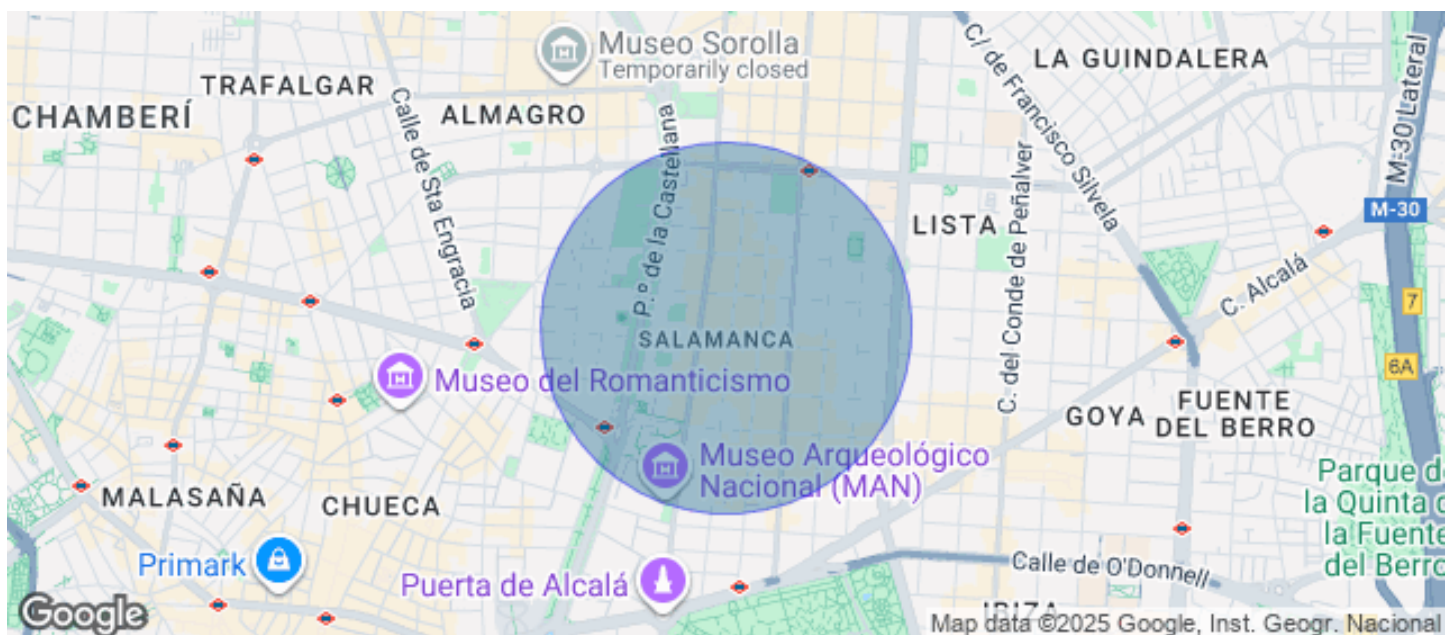 Museo Sorolla
Temporarily closed
LA GUINDALERA
TRAFALGAR
CHAMBERÍ
ALMAGRO
Calle de Sta Engracia
P.º de la Castellana
C/ de Francisco Silvela
C. del Conde de Peñalver
M-30 Lateral
M-30
LISTA
C. Alcalá
7
SALAMANCA
6A
Museo del Romanticismo
GOYA
FUENTE
DEL BERRO
Museo Arqueológico
Nacional (MAN)
MALASAÑA
CHUECA
Parque d
la Quinta d
la Fuente
del Berro
Primark
Puerta de Alcalá
Calle de O'Donnell
IBIZA
Google
Map data ©2025 Google, Inst. Geogr. Nacional